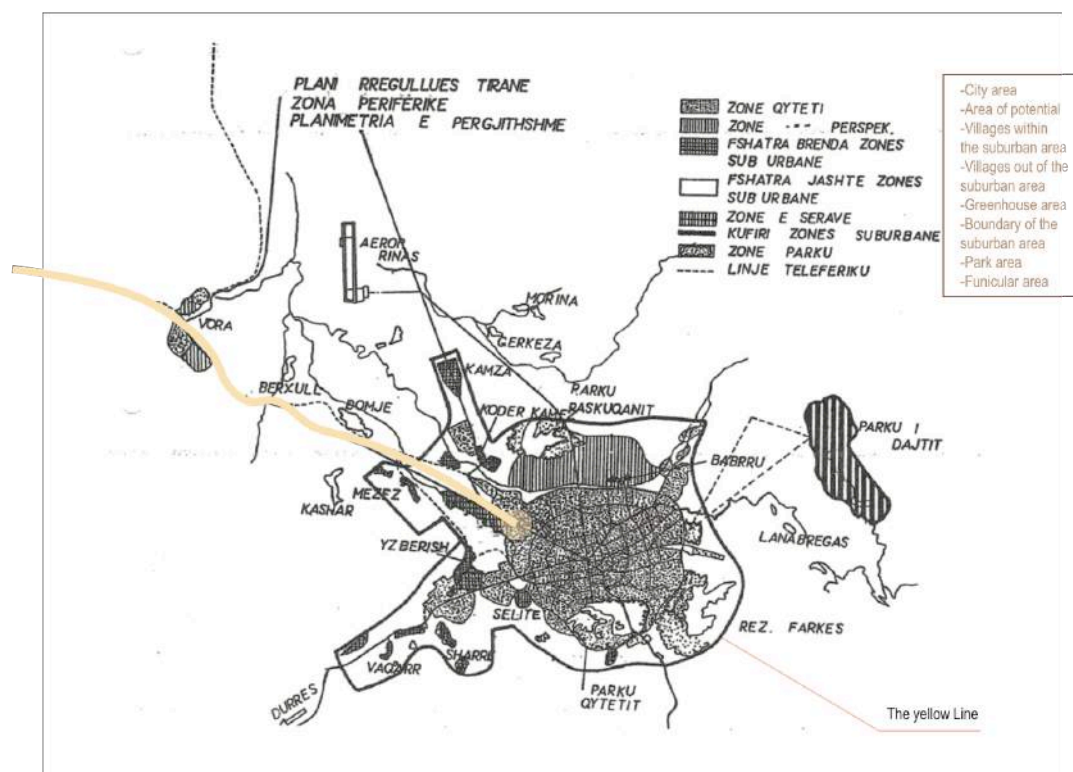 PLANI RREGULLUES TIRANE
ZONA PERIFERIKE
PLANIMETRIA E PERGJITHSHME
ZONE QYTETI
ZONE --- PERSPEK.
FSHATRA BRENDA ZONES
SUB URBANE
FSHATRA JASHTE ZONES
SUB URBANE
ZONE E SERAVE
KUFIRI ZONES SUBURBANE
ZONE PARKU
LINJE TELEFERIKU
-City area
-Area of potential
-Villages within
the suburban area
-Villages out of the
suburban area
-Greenhouse area
-Boundary of the
suburban area
-Park area
-Funicular area
AEROP.
RINAS
VORA
MORINA
GERKEZA
KAMZA
BERXULL
DOMJE
KODER KAMEZ
PARKU
PASKUQANIT
BABRRU
PARKU I
DAJTIT
MEZEZ
KASHAR
YZBERISH
LANABREGAS
SELITE
REZ. FARKES
SHARRE
VAQARR
PARKU
QYTETIT
DURRES
The yellow Line